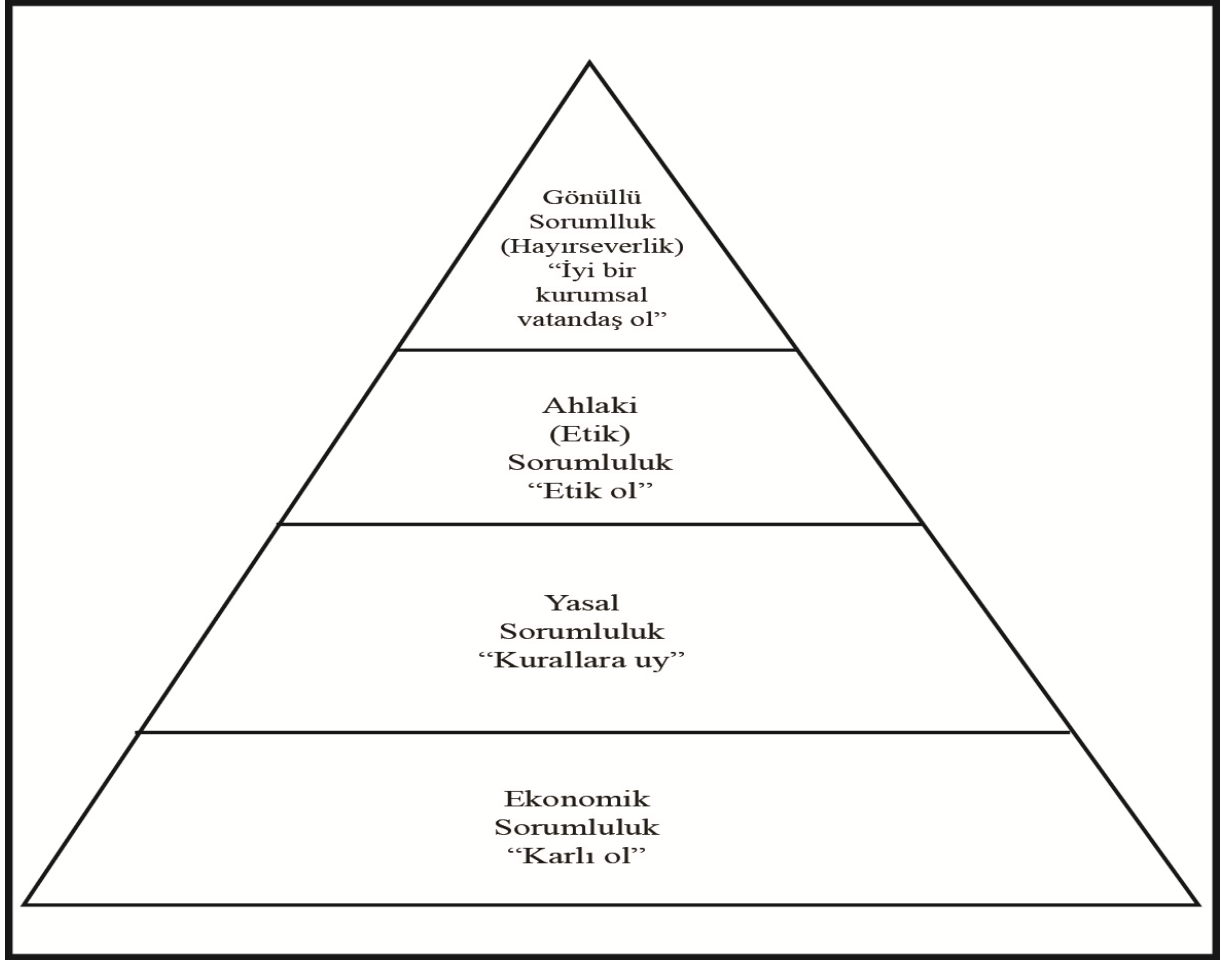 Gönüllü
Sorumlluk
(Hayırseverlik)
“İyi bir
kurumsal
vatandaş ol”
Ahlaki
(Etik)
Sorumluluk
“Etik ol”
Yasal
Sorumluluk
“Kurallara uy”
Ekonomik
Sorumluluk
“Karlı ol”